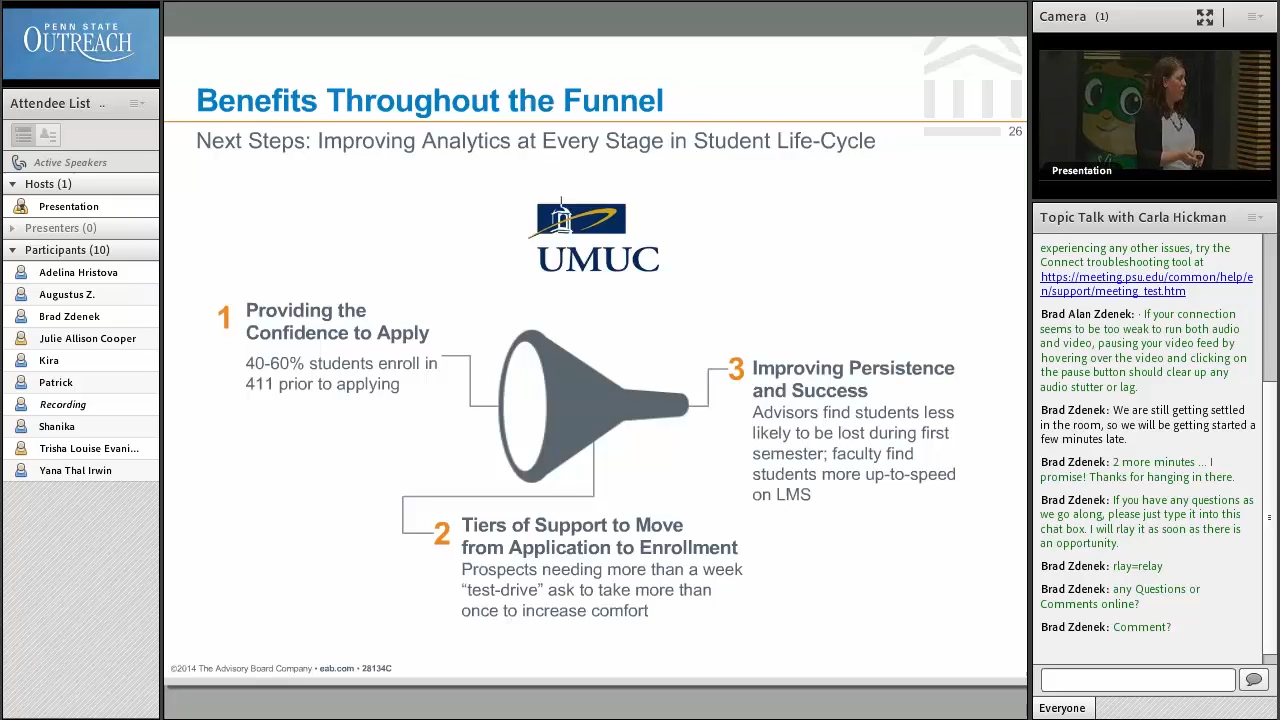 PENN STATE
OUTREACH
Attendee List ..
Active Speakers
Hosts (1)
Presentation
Presenters (0)
Participants (10)
Adelina Hristova
Augustus Z.
Brad Zdenek
Julie Allison Cooper
Kira
Patrick
Recording
Shanika
Trisha Louise Evani...
Yana Thal Irwin
Benefits Throughout the Funnel
26
Next Steps: Improving Analytics at Every Stage in Student Life-Cycle
UMUC
1 Providing the
Confidence to Apply
40-60% students enroll in
411 prior to applying
2 Tiers of Support to Move
from Application to Enrollment
Prospects needing more than a week
“test-drive” ask to take more than
once to increase comfort
3 Improving Persistence
and Success
Advisors find students less
likely to be lost during first
semester; faculty find
students more up-to-speed
on LMS
©2014 The Advisory Board Company • eab.com • 28134C
Camera (1)
Presentation
Topic Talk with Carla Hickman
experiencing any other issues, try the
Connect troubleshooting tool at
https://meeting.psu.edu/common/help/e
n/support/meeting_test.htm
Brad Alan Zdenek: · If your connection
seems to be too weak to run both audio
and video, pausing your video feed by
hovering over the video and clicking on
the pause button should clear up any
audio stutter or lag.
Brad Zdenek: We are still getting settled
in the room, so we will be getting started a
few minutes late.
Brad Zdenek: 2 more minutes ... I
promise! Thanks for hanging in there.
Brad Zdenek: If you have any questions as
we go along, please just type it into this
chat box. I will rlay it as soon as there is
an opportunity.
Brad Zdenek: rlay=relay
Brad Zdenek: any Questions or
Comments online?
Brad Zdenek: Comment?
Everyone